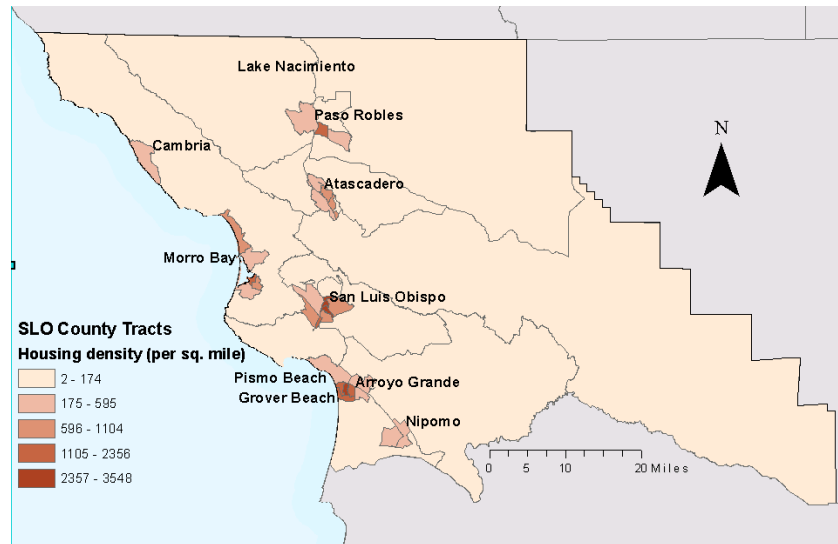 Lake Nacimiento
Paso Robles
Cambria
Atascadero
Morro Bay
San Luis Obispo
Pismo Beach
Arroyo Grande
Grover Beach
Nipomo
N
SLO County Tracts
Housing density (per sq. mile)
2 - 174
175 - 595
596 - 1104
1105 - 2356
2357 - 3548
0 5 10 20 Miles